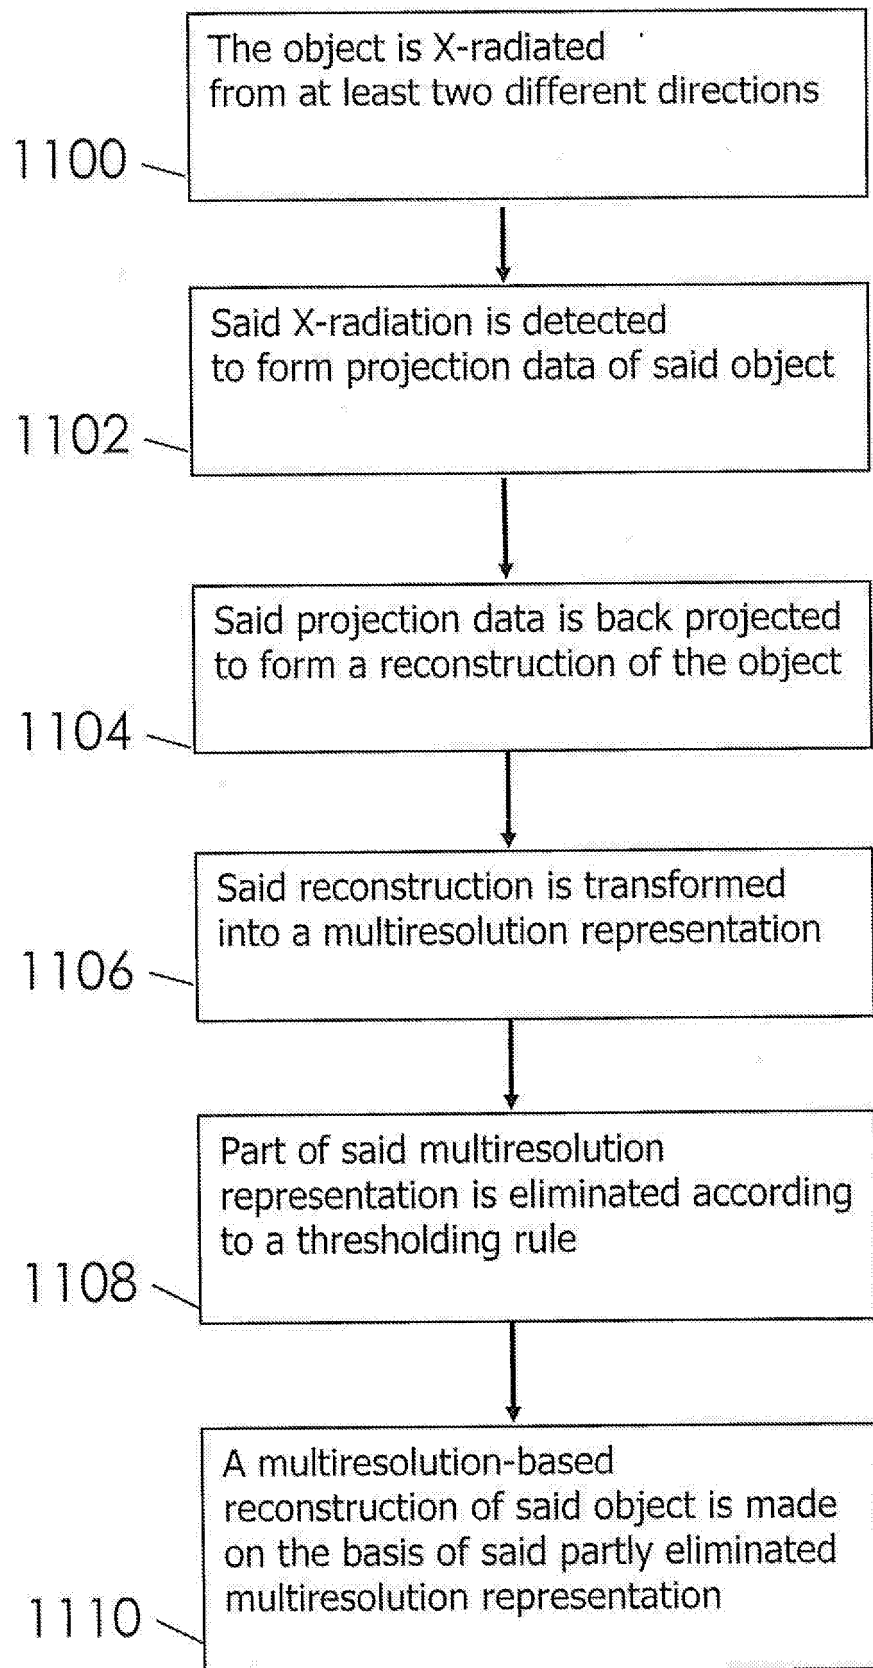 The object is X-radiated
from at least two different directions
1100
Said X-radiation is detected
to form projection data of said object
1102
Said projection data is back projected
to form a reconstruction of the object
1104
Said reconstruction is transformed
into a multiresolution representation
1106
Part of said multiresolution
representation is eliminated according
to a thresholding rule
1108
A multiresolution-based
reconstruction of said object is made
on the basis of said partly eliminated
multiresolution representation
1110